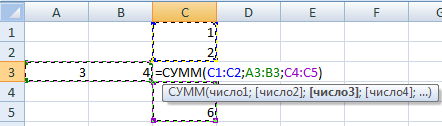 A B C D E F G
1 1
2 2
3 3 4 =СУММ(C1:C2;A3:B3;C4:C5)
4 СУММ(число1; [число2]; [число3]; [число4]; ...)
5 6